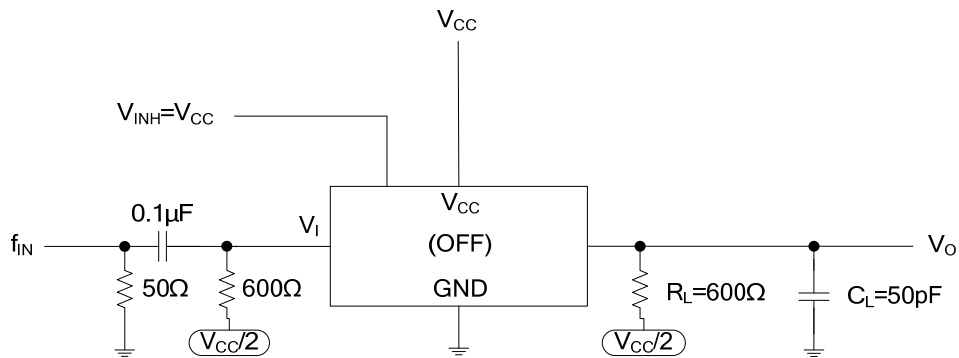 V_CC
V_INH=V_CC
0.1µF
V_I
V_CC
f_IN
(OFF)
V_O
50Ω
600Ω
GND
R_L=600Ω
C_L=50pF
V_CC/2
V_CC/2